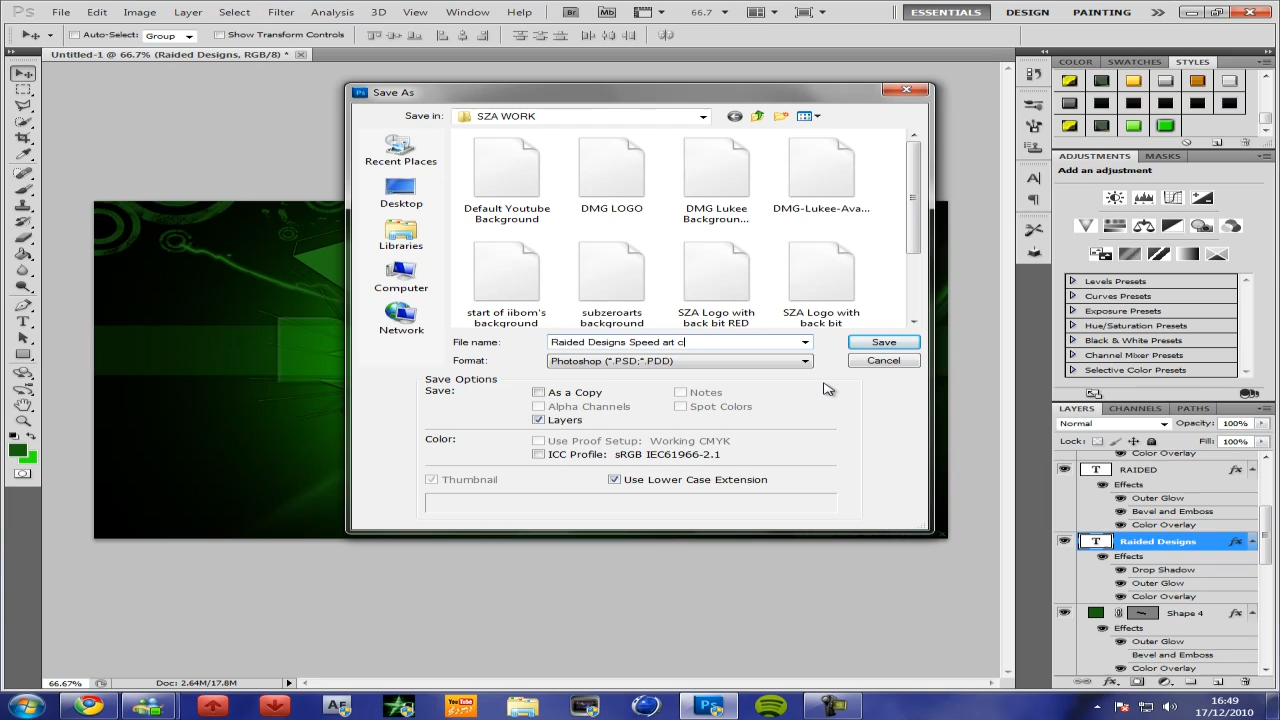 Ps File Edit Image Layer Select Filter Analysis 3D View Window Help Br Mb 66.7 ESSENTIALS DESIGN PAINTING
Auto-Select: Group Show Transform Controls
Untitled-1 @ 66.7% (Raided Designs, RGB/8) *
Save As
Save in: SZA WORK
Recent Places
Desktop
Libraries
Computer
Network
Default Youtube Background
DMG LOGO
DMG Lukee Backgroun...
DMG-Lukee-Ava...
start of iibom's background
subzeroarts background
SZA Logo with back bit RED
SZA Logo with back bit
File name: Raided Designs Speed art c
Save
Format: Photoshop (*.PSD;*.PDD)
Cancel
Save Options
Save: As a Copy Notes
Alpha Channels Spot Colors
Layers
Color: Use Proof Setup: Working CMYK
ICC Profile: sRGB IEC61966-2.1
Thumbnail Use Lower Case Extension
COLOR SWATCHES STYLES
ADJUSTMENTS MASKS
Add an adjustment
Levels Presets
Curves Presets
Exposure Presets
Hue/Saturation Presets
Black & White Presets
Channel Mixer Presets
Selective Color Presets
LAYERS CHANNELS PATHS
Normal Opacity: 100%
Lock: Fill: 100%
Color Overlay
T RAIDED fx
Effects
Outer Glow
Bevel and Emboss
Color Overlay
T Raided Designs fx
Effects
Drop Shadow
Outer Glow
Color Overlay
Shape 4 fx
Effects
Outer Glow
Bevel and Emboss
Color Overlay
66.67% Doc: 2.64M/17.8M
AF YouTube Ps
16:49
17/12/2010